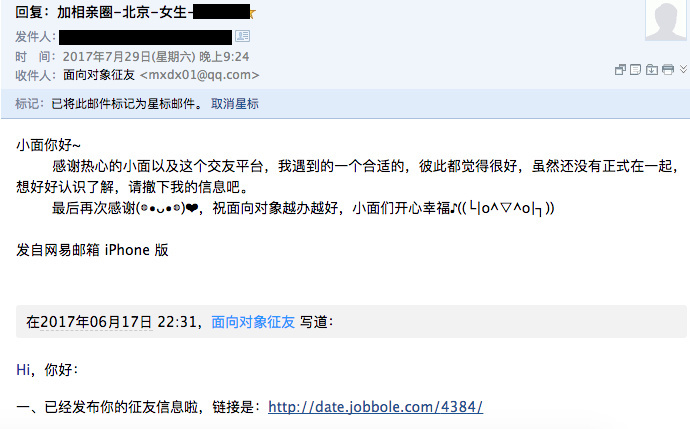 回复：加相亲圈-北京-女生-
发件人：
时 间：2017年7月29日(星期六) 晚上9:24
收件人：面向对象征友 <mxdx01@qq.com>
标记：已将此邮件标记为星标邮件。 取消星标
小面你好~
感谢热心的小面以及这个交友平台，我遇到的一个合适的，彼此都觉得很好，虽然还没有正式在一起，
想好好认识了解，请撤下我的信息吧。
最后再次感谢(๑•ᴗ•๑)❤，祝面向对象越办越好，小面们开心幸福♪((└|o^▽^o|┐))
发自网易邮箱 iPhone 版
在2017年06月17日 22:31，面向对象征友 写道：
Hi，你好：
一、已经发布你的征友信息啦，链接是：http://date.jobbole.com/4384/